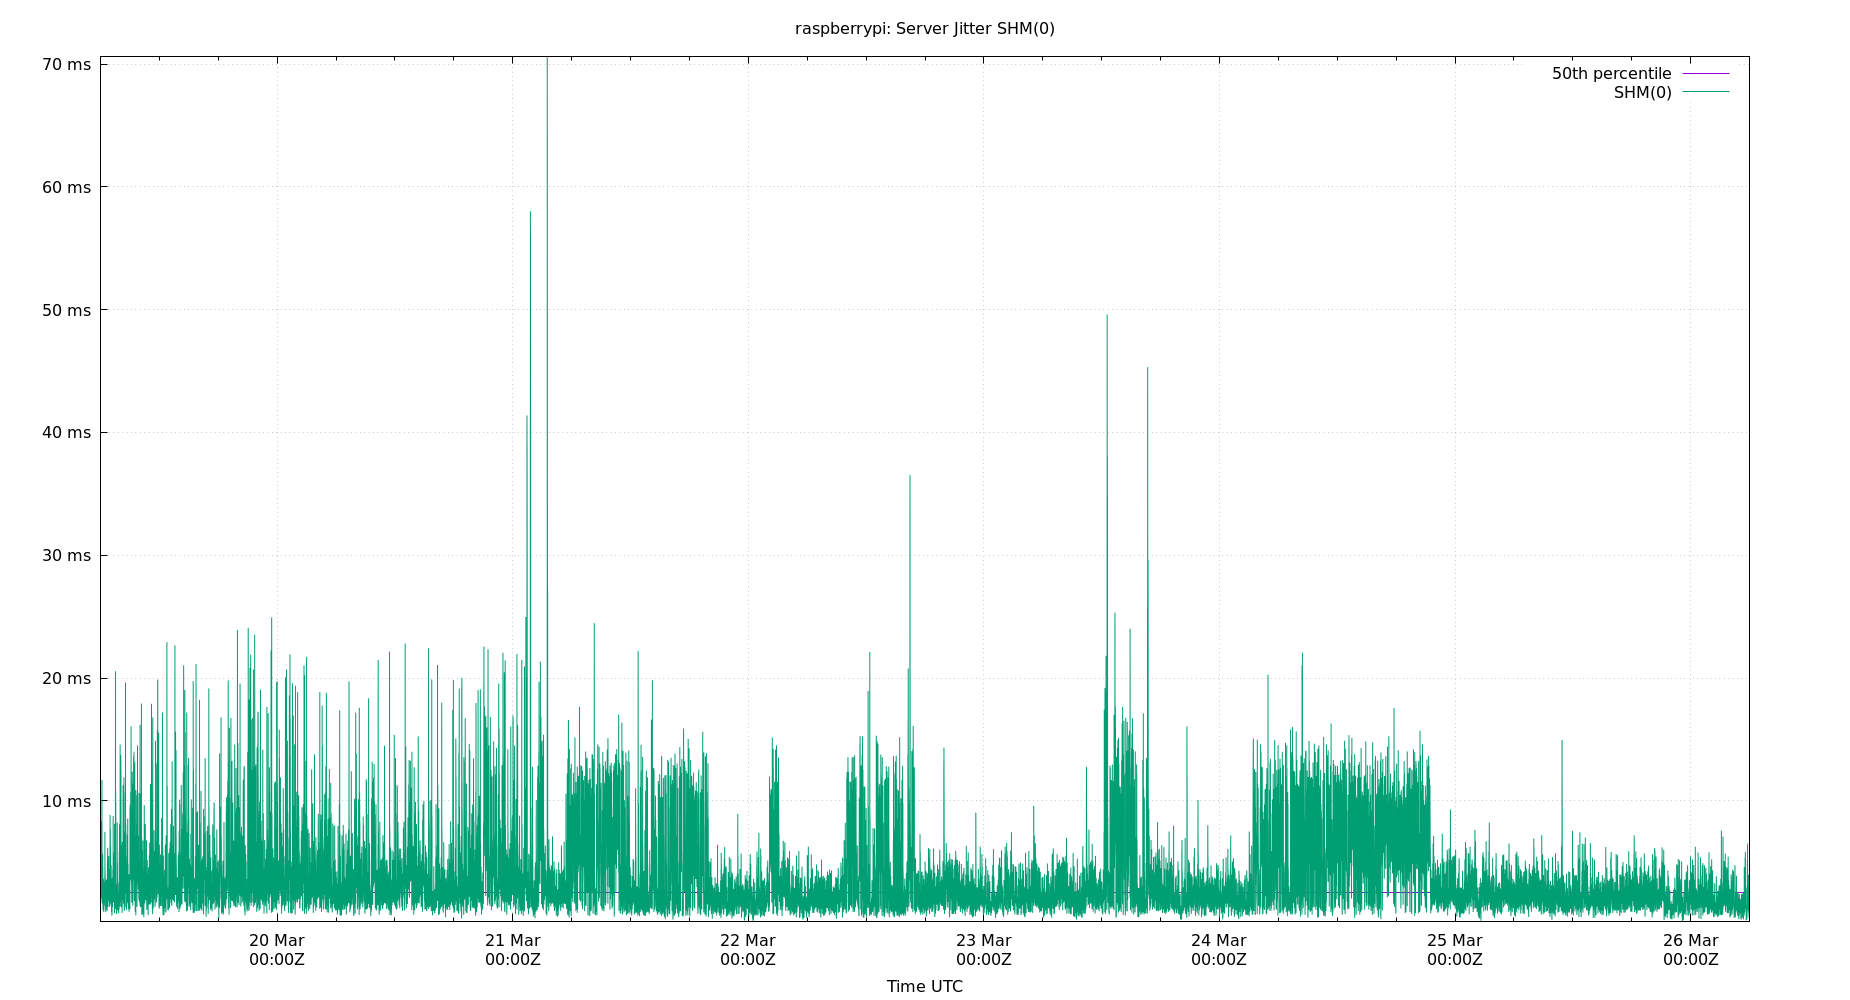 raspberrypi: Server Jitter SHM(0)
70 ms
60 ms
50 ms
40 ms
30 ms
20 ms
10 ms
50th percentile
SHM(0)
20 Mar
00:00Z
21 Mar
00:00Z
22 Mar
00:00Z
23 Mar
00:00Z
24 Mar
00:00Z
25 Mar
00:00Z
26 Mar
00:00Z
Time UTC